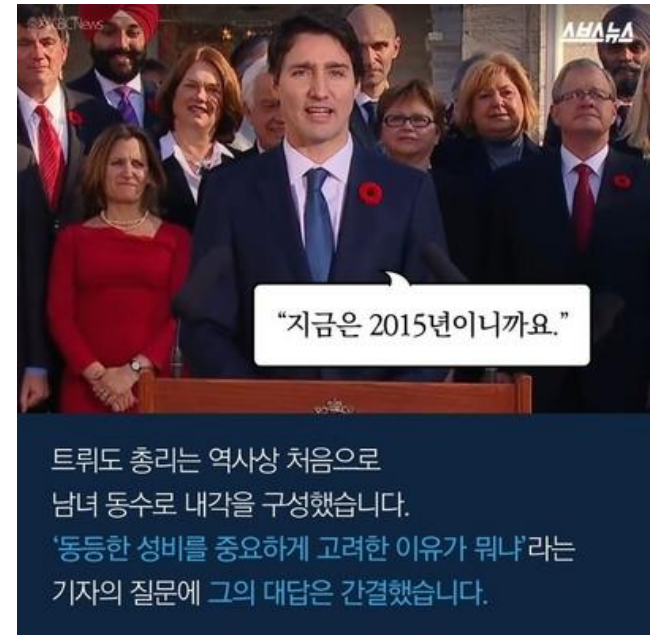 ©CBCNews
스브스뉴스
“지금은 2015년이니까요.”
트뤼도 총리는 역사상 처음으로
남녀 동수로 내각을 구성했습니다.
‘동등한 성비를 중요하게 고려한 이유가 뭐냐’라는
기자의 질문에 그의 대답은 간결했습니다.